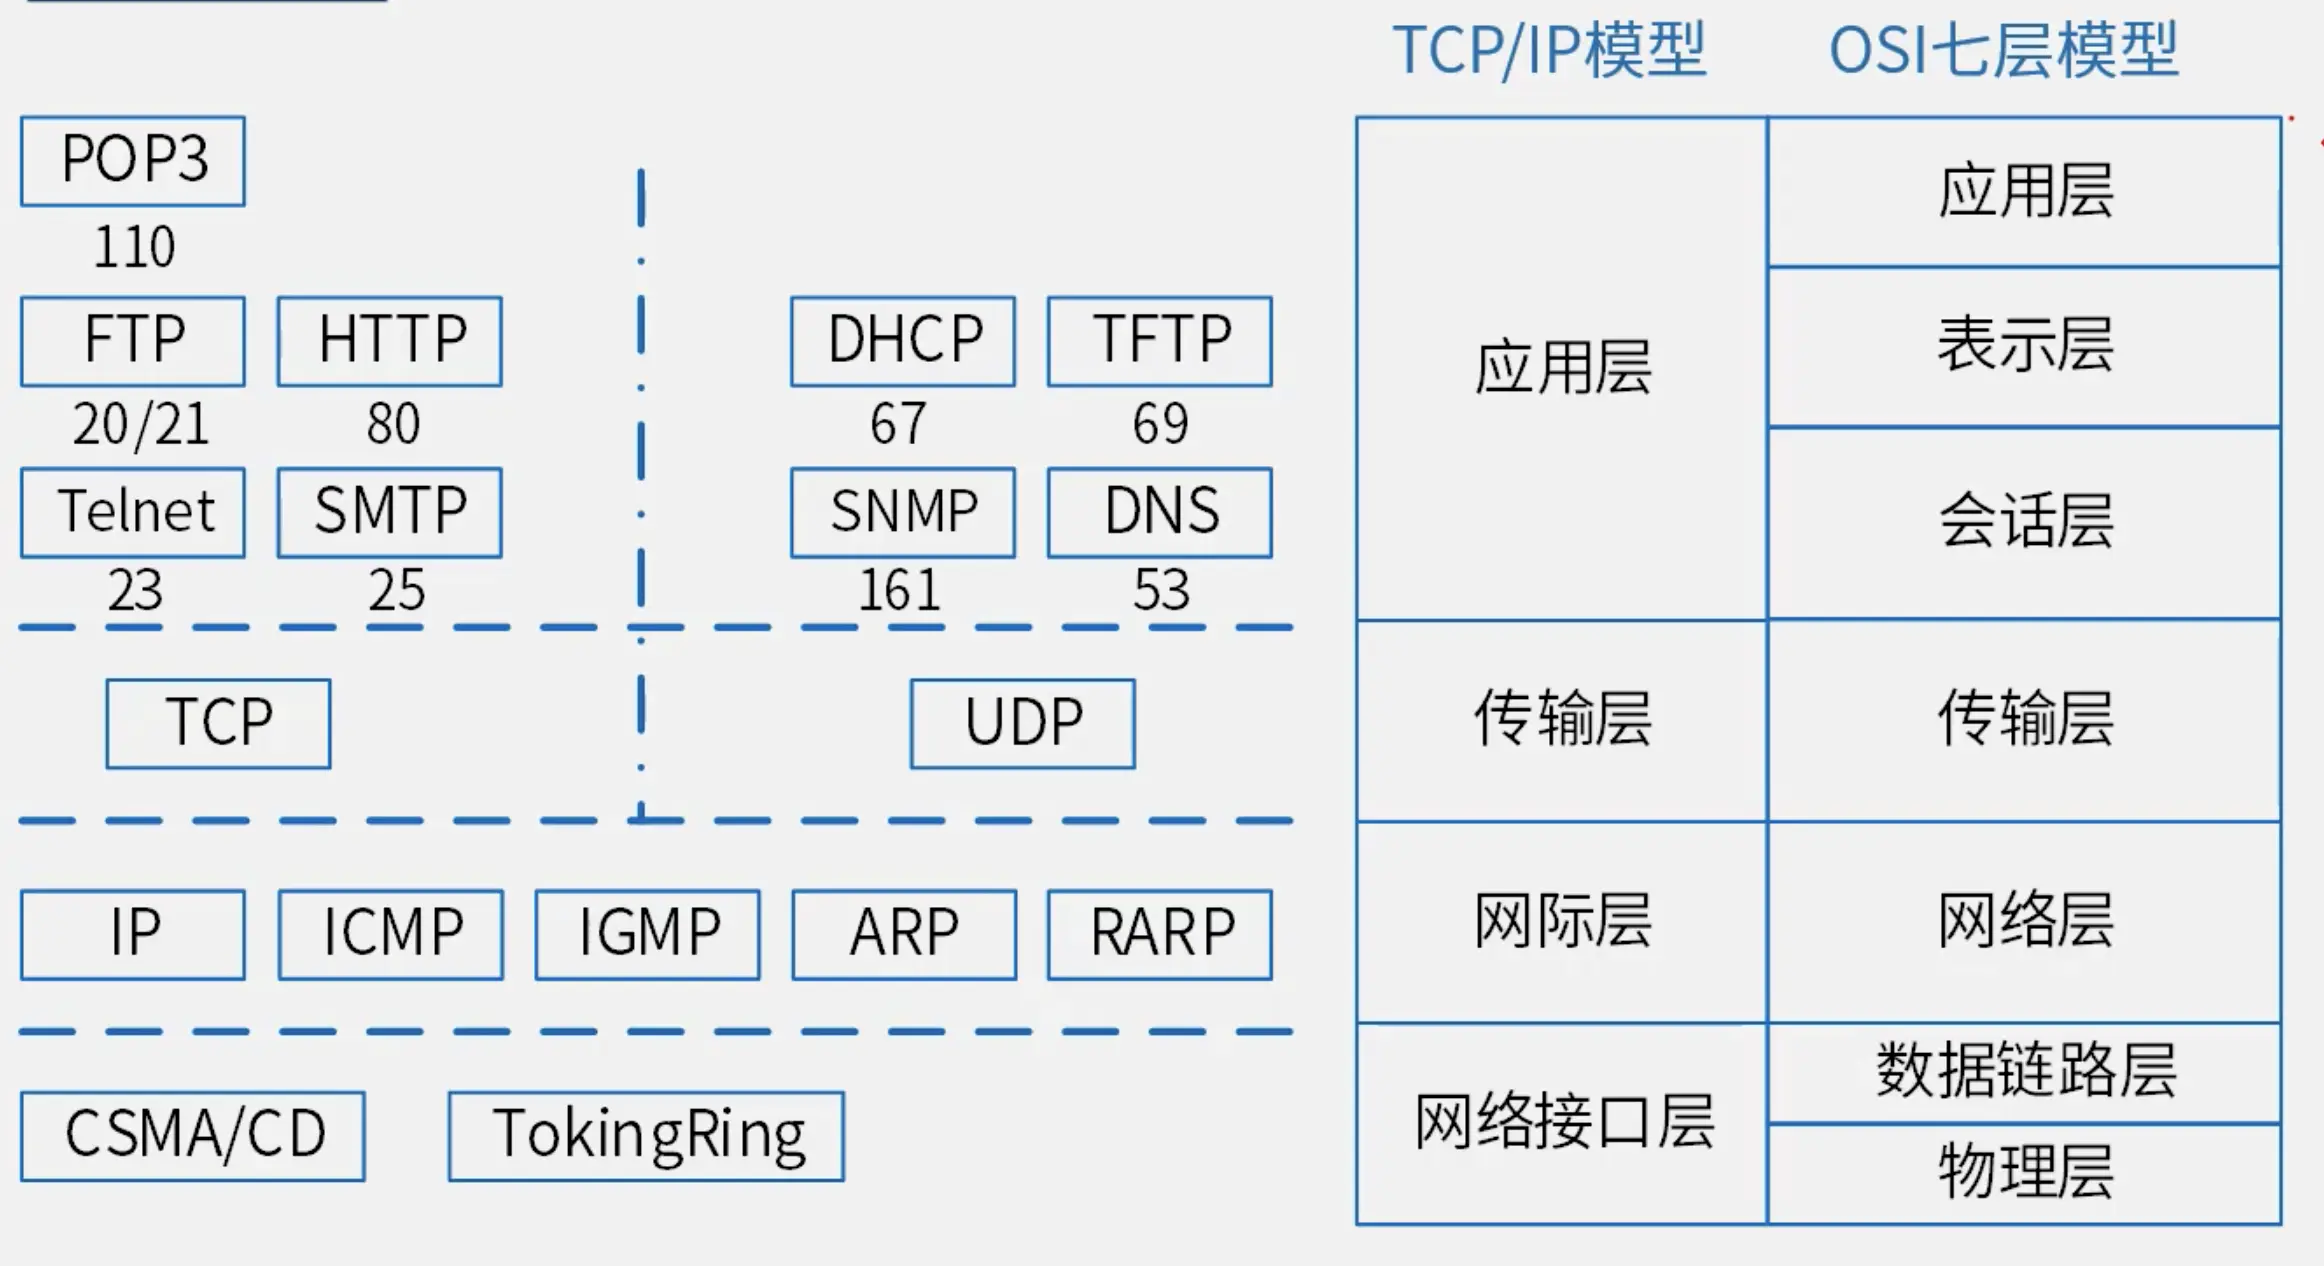 TCP/IP模型 OSI七层模型
POP3
110
FTP HTTP DHCP TFTP
20/21 80 67 69
Telnet SMTP SNMP DNS
23 25 161 53
TCP UDP
IP ICMP IGMP ARP RARP
CSMA/CD TokingRing
应用层
传输层
网际层
网络接口层
应用层
表示层
会话层
传输层
网络层
数据链路层
物理层